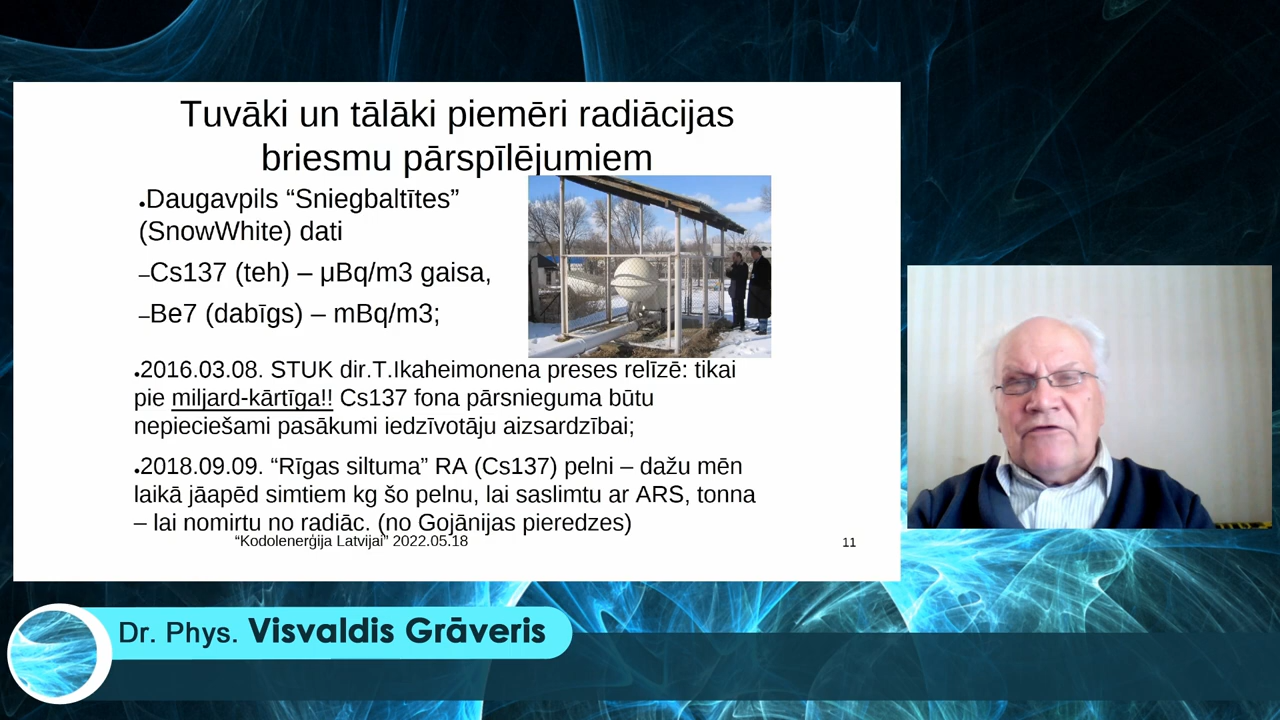 Tuvāki un tālāki piemēri radiācijas
briesmu pārspīlējumiem
•Daugavpils “Sniegbaltītes”
(SnowWhite) dati
–Cs137 (teh) – μBq/m3 gaisa,
–Be7 (dabīgs) – mBq/m3;
•2016.03.08. STUK dir.T.Ikaheimonena preses relīzē: tikai
pie miljard-kārtīga!! Cs137 fona pārsnieguma būtu
nepieciešami pasākumi iedzīvotāju aizsardzībai;
•2018.09.09. “Rīgas siltuma” RA (Cs137) pelni – dažu mēn
laikā jāapēd simtiem kg šo pelnu, lai saslimtu ar ARS, tonna
– lai nomirtu no radiāc. (no Gojānijas pieredzes)
“Kodolenerģija Latvijai” 2022.05.18
11
Dr. Phys. Visvaldis Grāveris